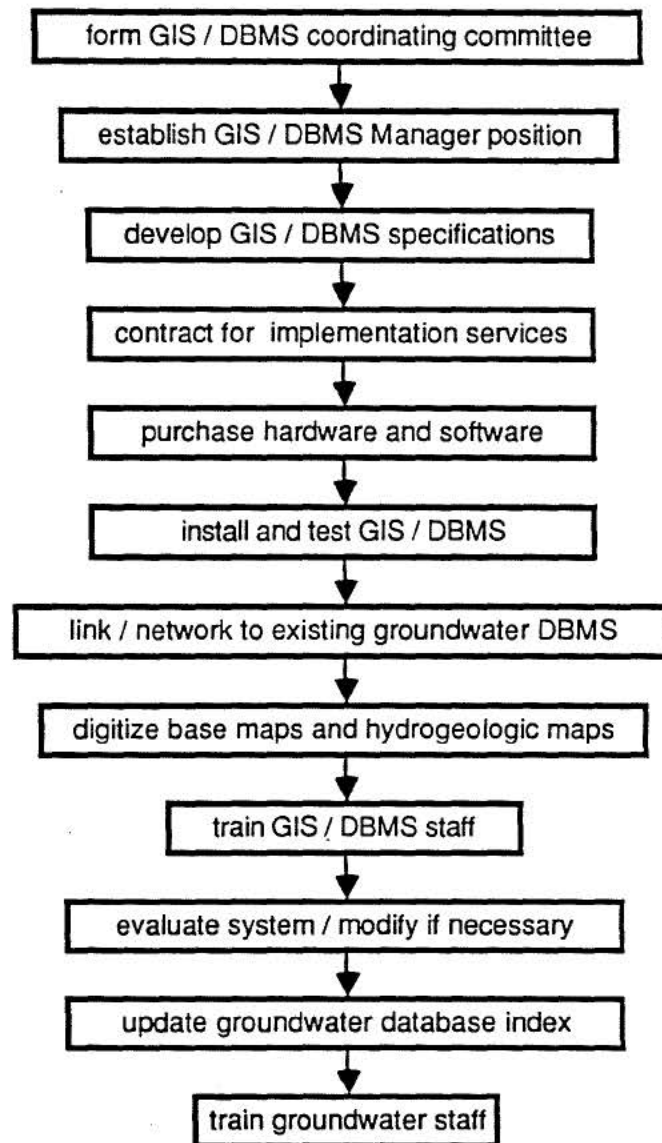 form GIS / DBMS coordinating committee
establish GIS / DBMS Manager position
develop GIS / DBMS specifications
contract for implementation services
purchase hardware and software
install and test GIS / DBMS
link / network to existing groundwater DBMS
digitize base maps and hydrogeologic maps
train GIS / DBMS staff
evaluate system / modify if necessary
update groundwater database index
train groundwater staff